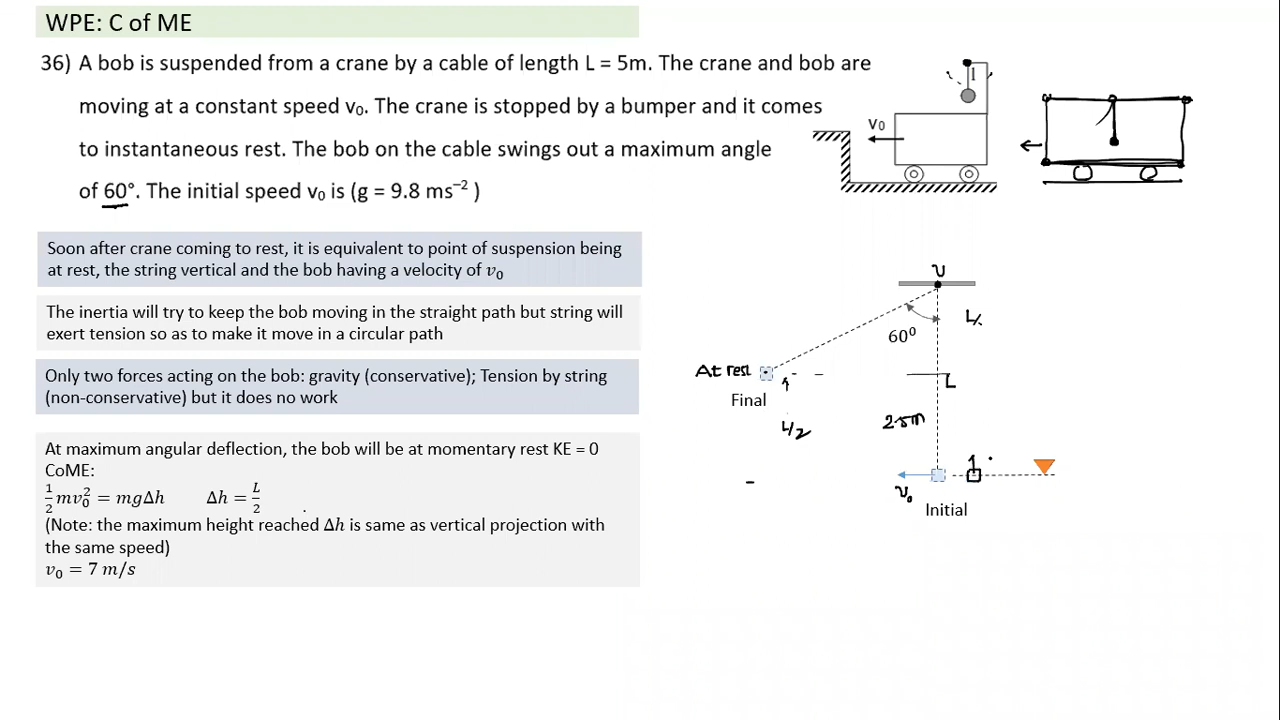 WPE: C of ME
36) A bob is suspended from a crane by a cable of length L = 5m. The crane and bob are
moving at a constant speed v₀. The crane is stopped by a bumper and it comes
to instantaneous rest. The bob on the cable swings out a maximum angle
of 60°. The initial speed v₀ is (g = 9.8 ms⁻² )
V₀
l
Soon after crane coming to rest, it is equivalent to point of suspension being
at rest, the string vertical and the bob having a velocity of v₀
The inertia will try to keep the bob moving in the straight path but string will
exert tension so as to make it move in a circular path
Only two forces acting on the bob: gravity (conservative); Tension by string
(non-conservative) but it does no work
At maximum angular deflection, the bob will be at momentary rest KE = 0
CoME:
½mv₀² = mgΔh Δh = L/2
(Note: the maximum height reached Δh is same as vertical projection with
the same speed)
v₀ = 7 m/s
60⁰
At rest
L
Final
L/2
2.5m
v₀
Initial